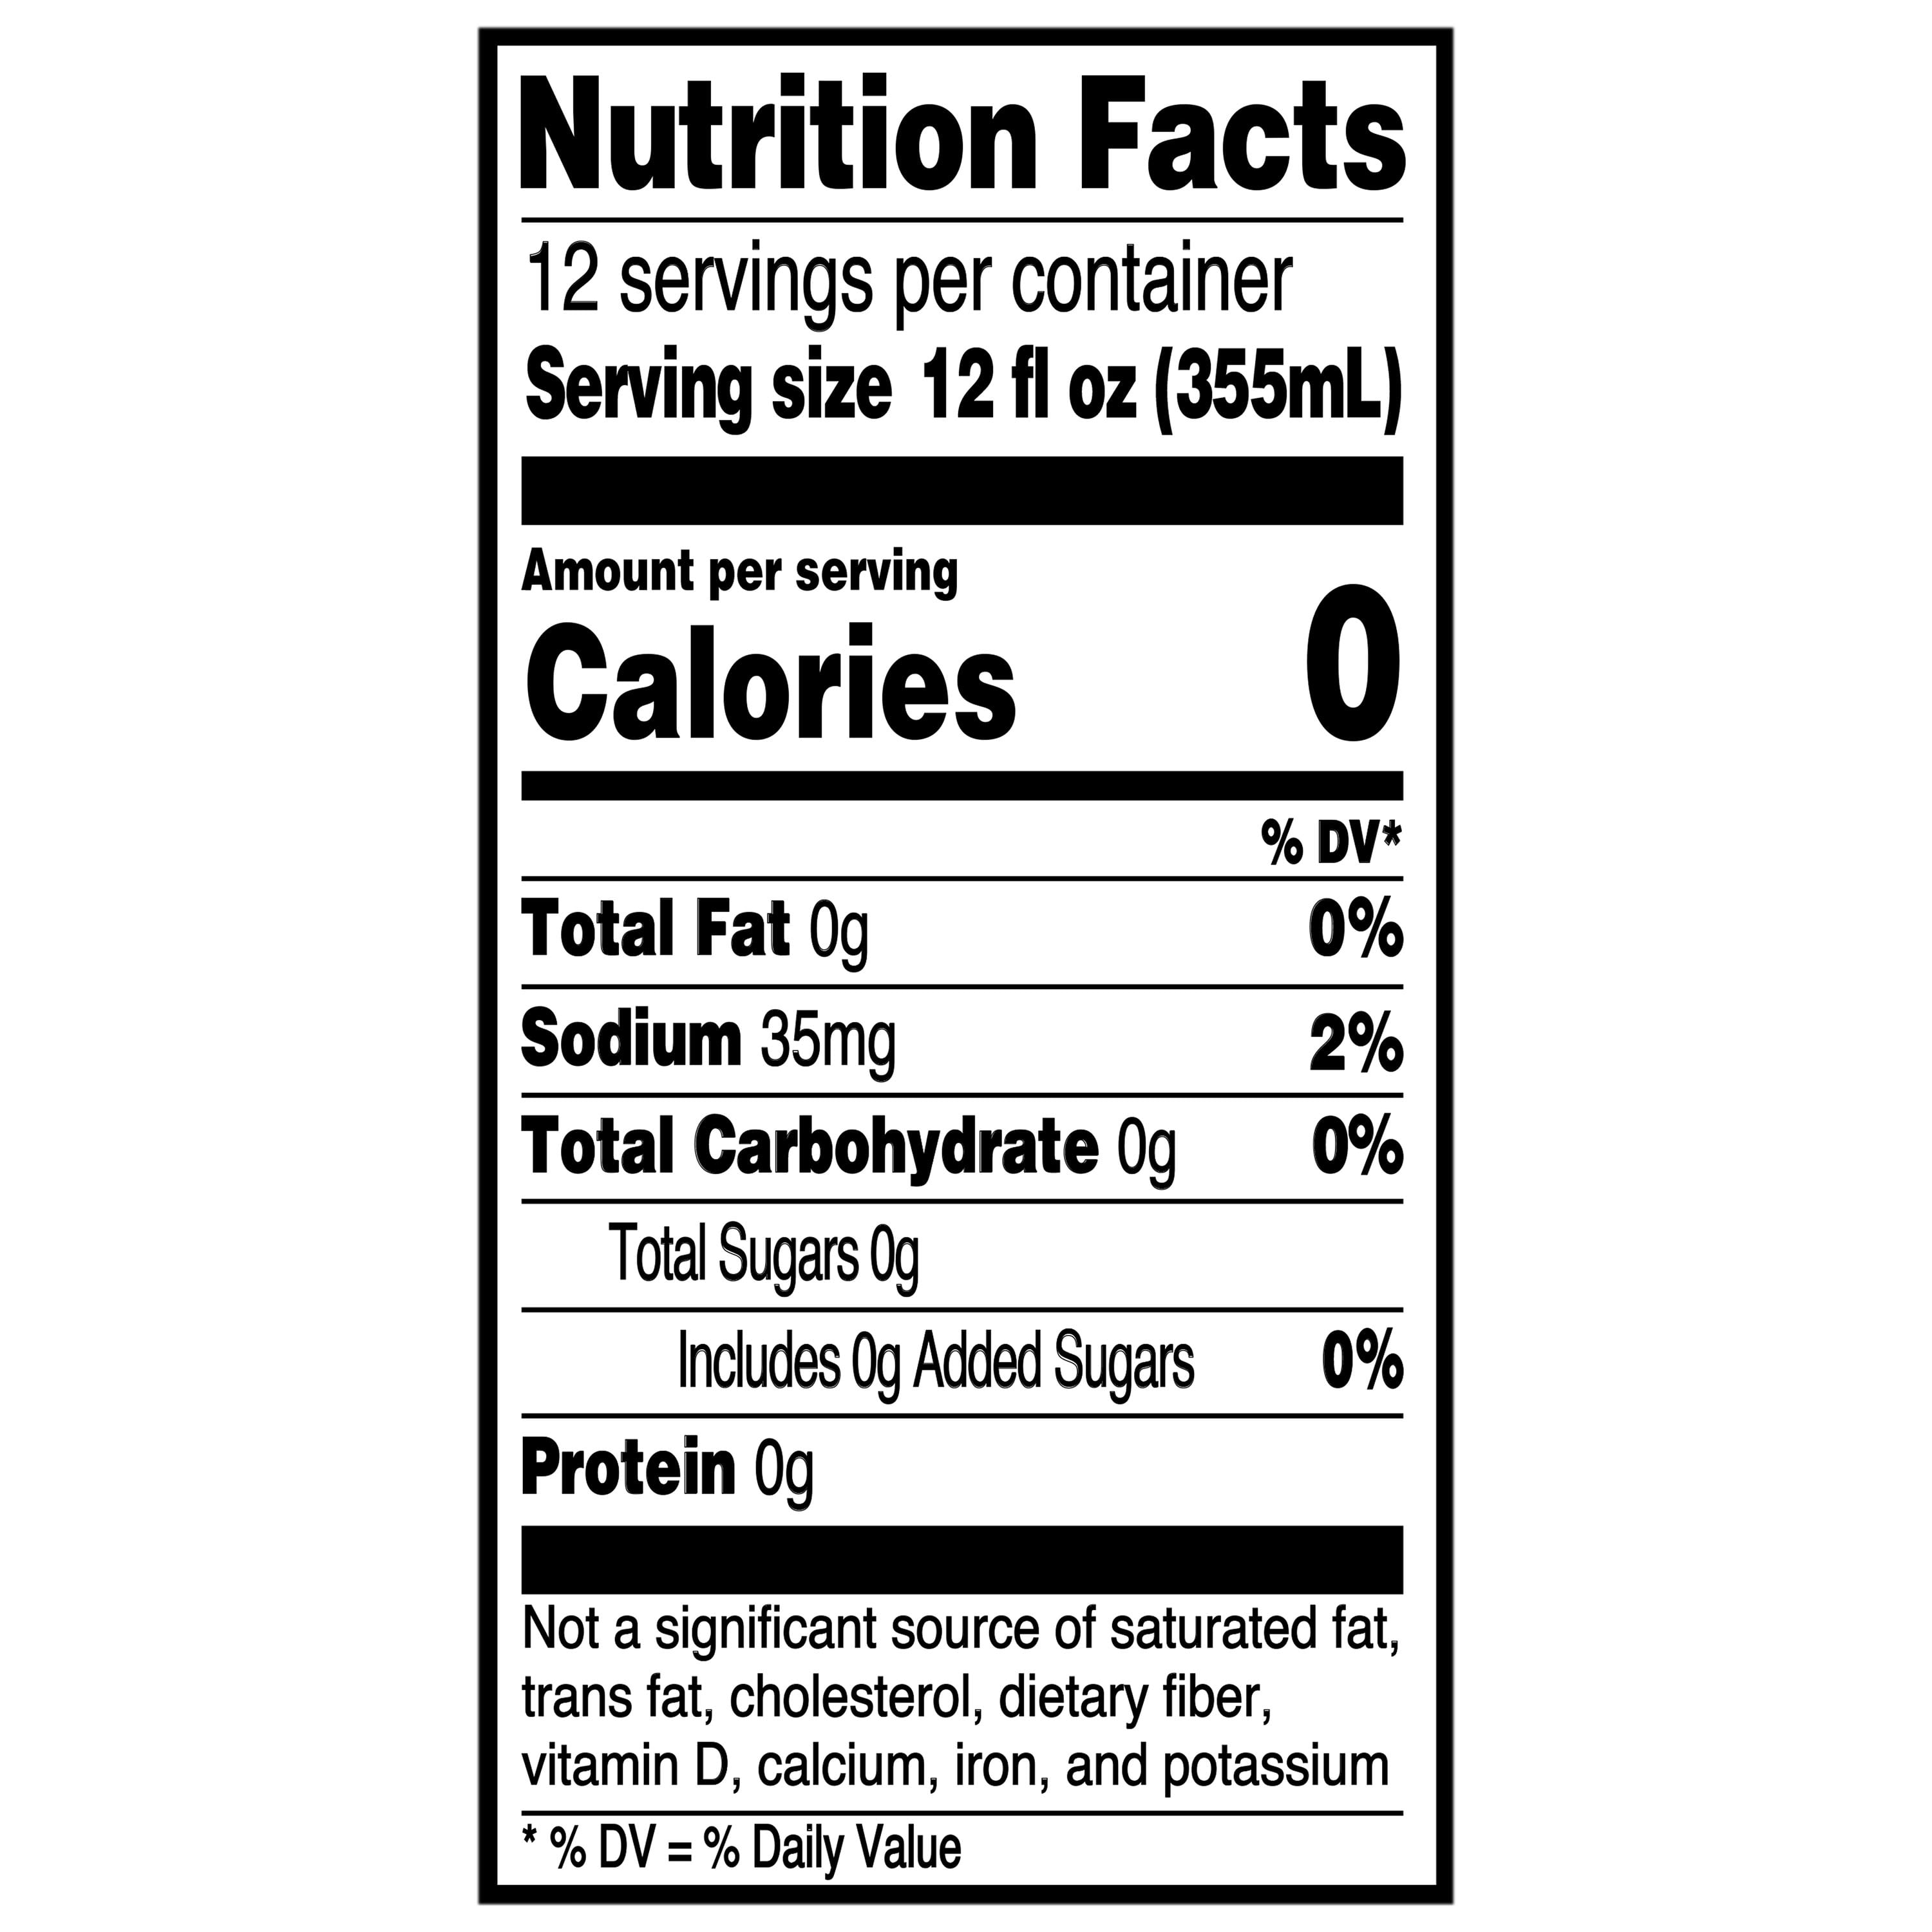 Nutrition Facts
12 servings per container
Serving size 12 fl oz (355mL)
Amount per serving
Calories 0
% DV*
Total Fat 0g 0%
Sodium 35mg 2%
Total Carbohydrate 0g 0%
Total Sugars 0g
Includes 0g Added Sugars 0%
Protein 0g
Not a significant source of saturated fat,
trans fat, cholesterol, dietary fiber,
vitamin D, calcium, iron, and potassium
* % DV = % Daily Value